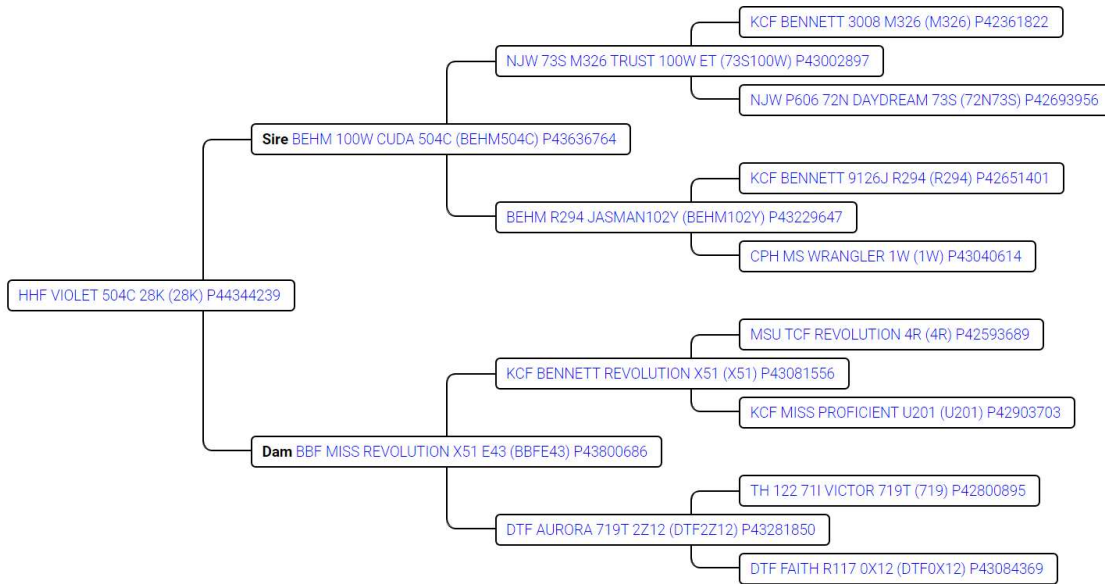 KCF BENNETT 3008 M326 (M326) P42361822
NJW 73S M326 TRUST 100W ET (73S100W) P43002897
NJW P606 72N DAYDREAM 73S (72N73S) P42693956
Sire BEHM 100W CUDA 504C (BEHM504C) P43636764
KCF BENNETT 9126J R294 (R294) P42651401
BEHM R294 JASMAN102Y (BEHM102Y) P43229647
CPH MS WRANGLER 1W (1W) P43040614
HHF VIOLET 504C 28K (28K) P44344239
MSU TCF REVOLUTION 4R (4R) P42593689
KCF BENNETT REVOLUTION X51 (X51) P43081556
KCF MISS PROFICIENT U201 (U201) P42903703
Dam BBF MISS REVOLUTION X51 E43 (BBFE43) P43800686
TH 122 71I VICTOR 719T (719) P42800895
DTF AURORA 719T 2Z12 (DTF2Z12) P43281850
DTF FAITH R117 0X12 (DTF0X12) P43084369